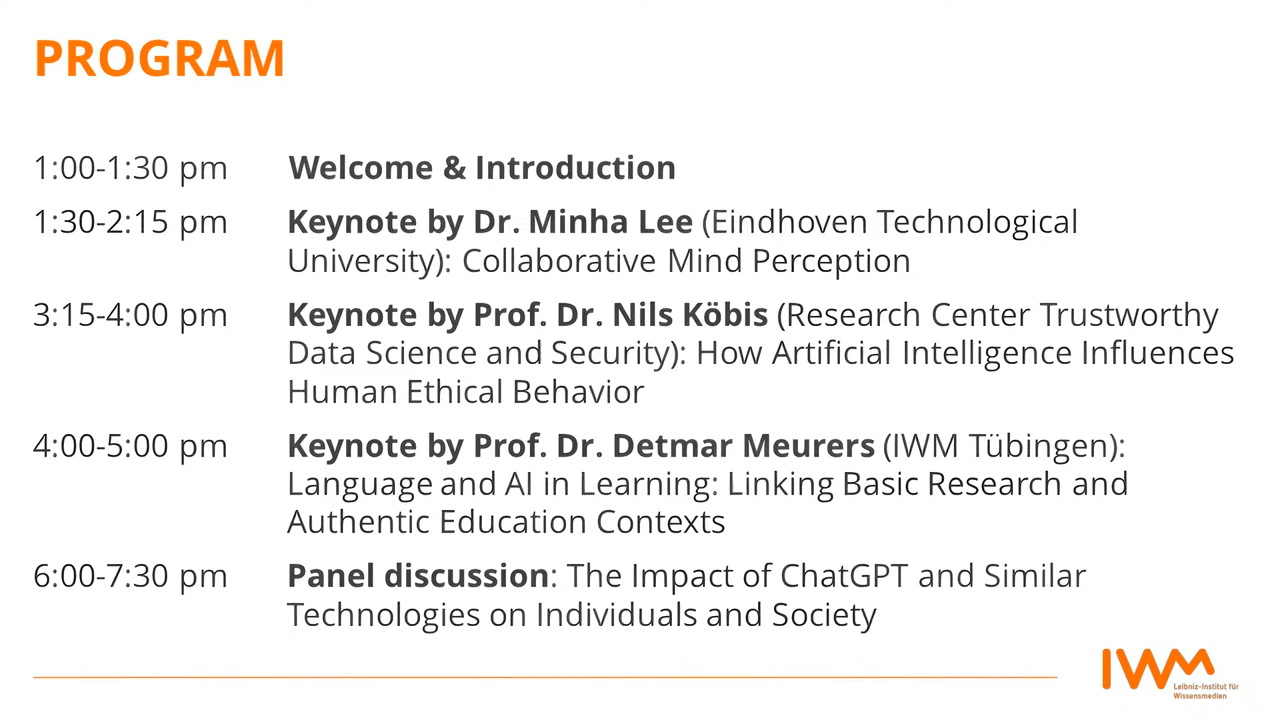 PROGRAM
1:00-1:30 pm Welcome & Introduction
1:30-2:15 pm Keynote by Dr. Minha Lee (Eindhoven Technological
University): Collaborative Mind Perception
3:15-4:00 pm Keynote by Prof. Dr. Nils Köbis (Research Center Trustworthy
Data Science and Security): How Artificial Intelligence Influences
Human Ethical Behavior
4:00-5:00 pm Keynote by Prof. Dr. Detmar Meurers (IWM Tübingen):
Language and AI in Learning: Linking Basic Research and
Authentic Education Contexts
6:00-7:30 pm Panel discussion: The Impact of ChatGPT and Similar
Technologies on Individuals and Society
IWM
Leibniz-Institut für
Wissensmedien